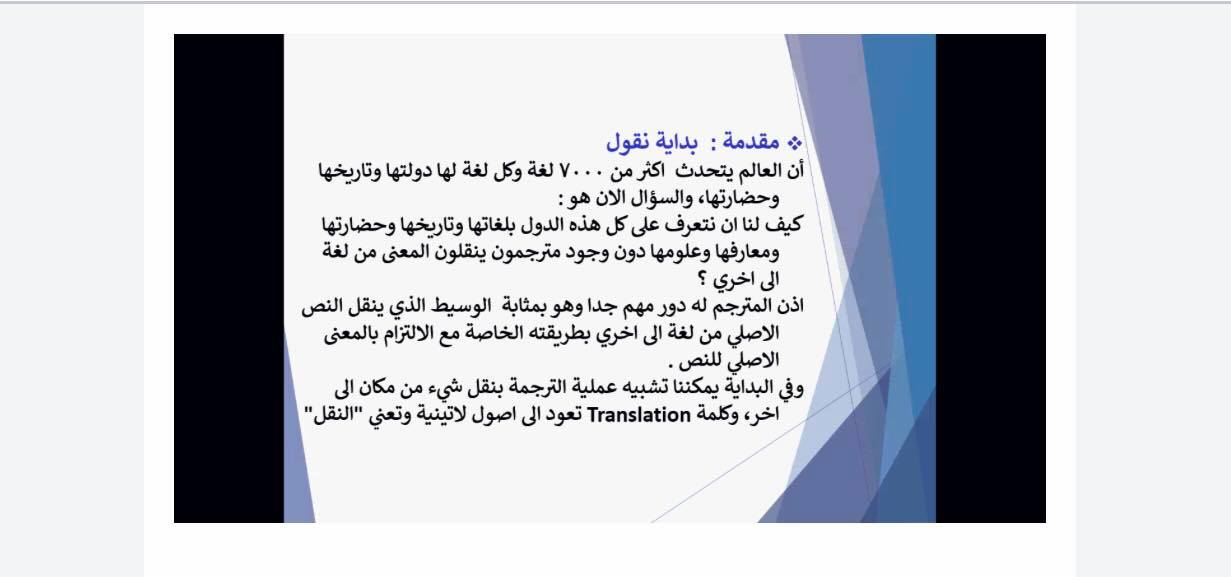 ❖ مقدمة : بداية نقول
أن العالم يتحدث اكثر من ٧٠٠٠ لغة وكل لغة لها دولتها وتاريخها
وحضارتها، والسؤال الان هو :
كيف لنا ان نتعرف على كل هذه الدول بلغاتها وتاريخها وحضارتها
ومعارفها وعلومها دون وجود مترجمون ينقلون المعنى من لغة
الى اخري ؟
اذن المترجم له دور مهم جدا وهو بمثابة الوسيط الذي ينقل النص
الاصلي من لغة الى اخري بطريقته الخاصة مع الالتزام بالمعنى
الاصلي للنص .
وفي البداية يمكننا تشبيه عملية الترجمة بنقل شيء من مكان الى
اخر، وكلمة Translation تعود الى اصول لاتينية وتعني "النقل"